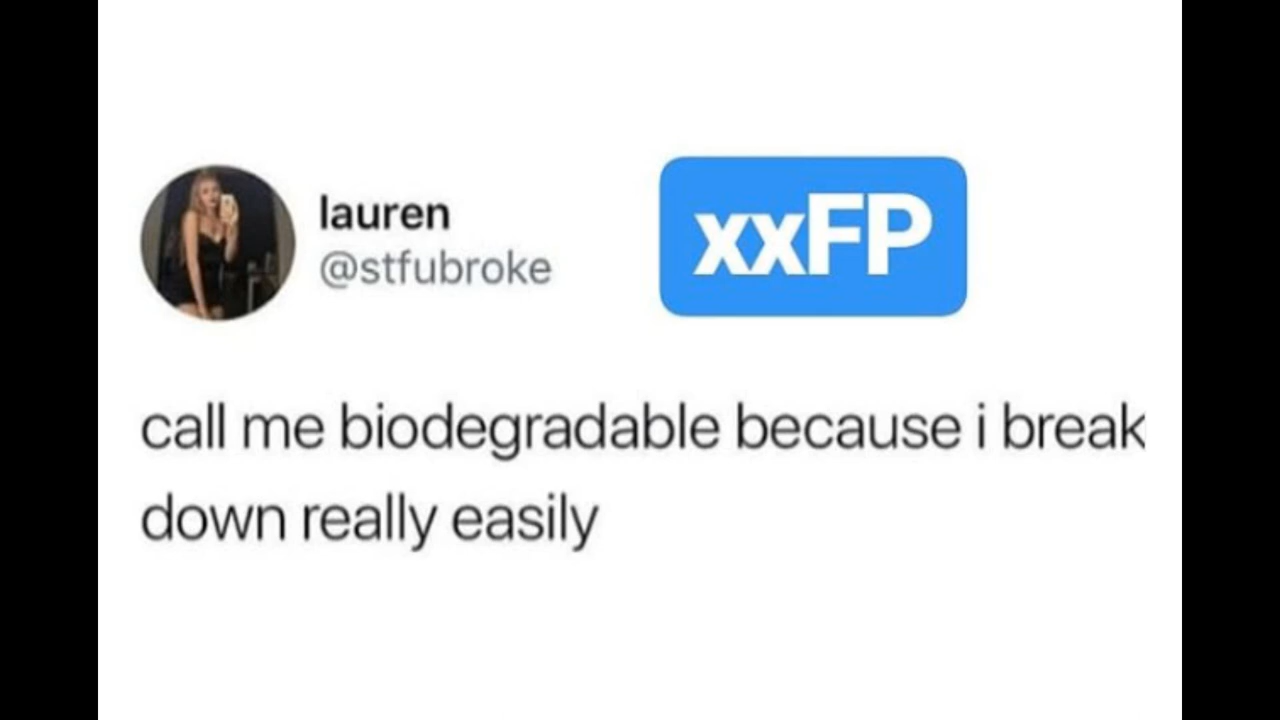 lauren
@stfubroke
xxFP
call me biodegradable because i break
down really easily